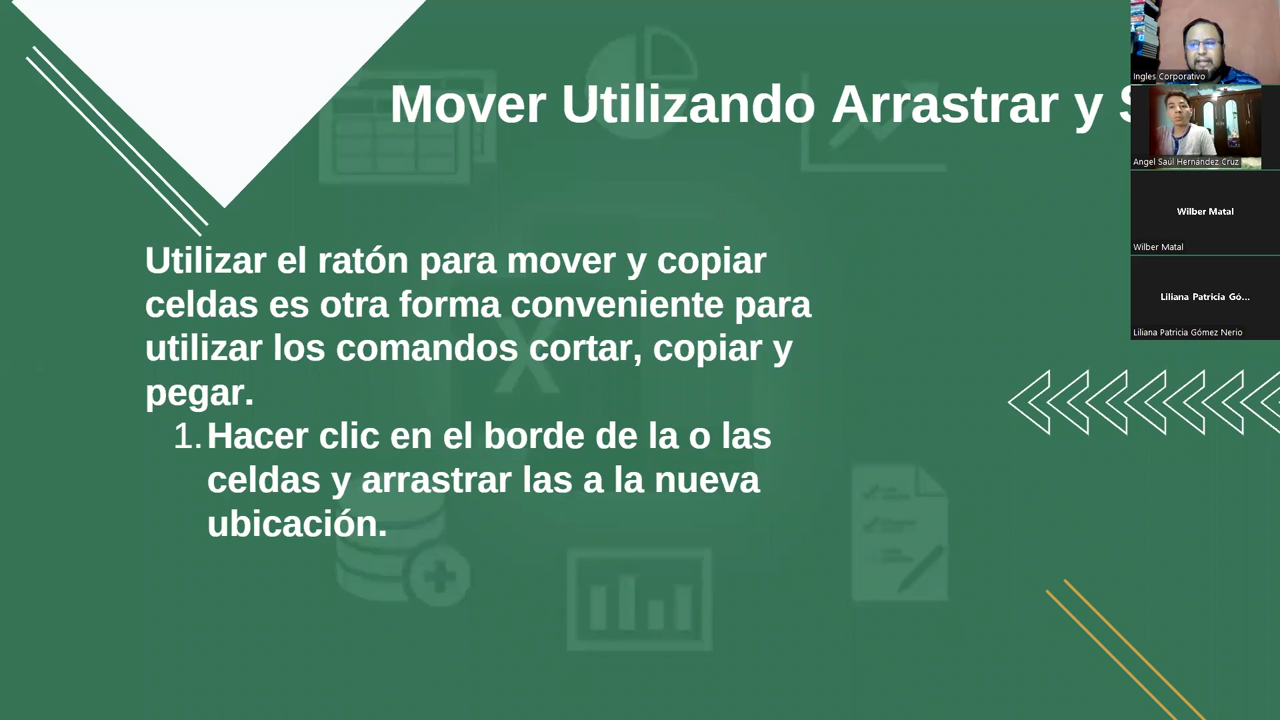 Mover Utilizando Arrastrar y
Utilizar el ratón para mover y copiar
celdas es otra forma conveniente para
utilizar los comandos cortar, copiar y
pegar.
1. Hacer clic en el borde de la o las
celdas y arrastrar las a la nueva
ubicación.
X
Ingles Corporativo
Angel Saúl Hernández Cruz
Wilber Matal
Wilber Matal
Liliana Patricia Gó...
Liliana Patricia Gómez Nerio